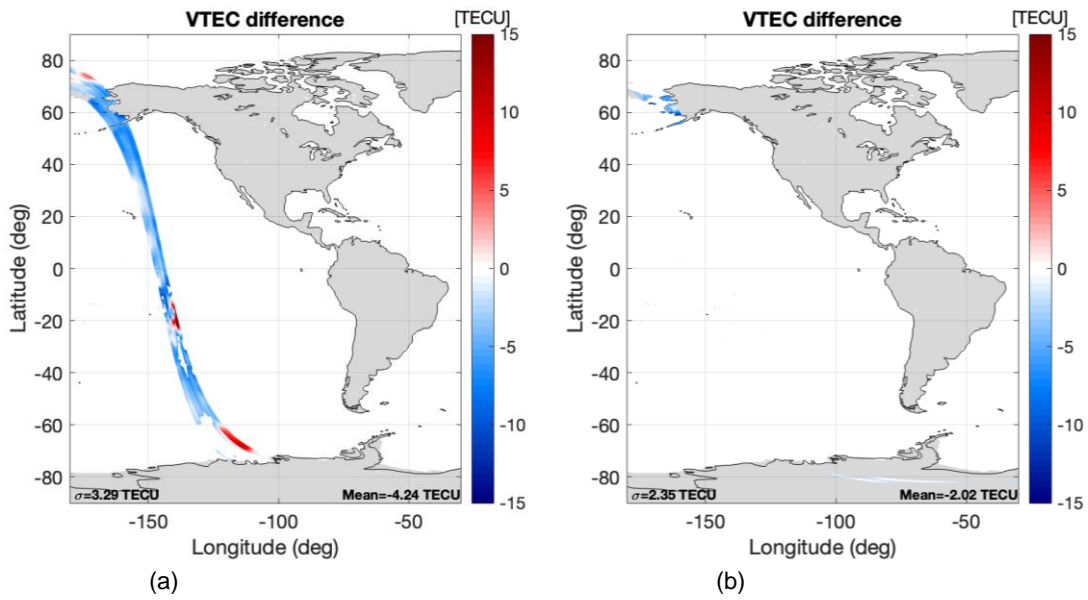 VTEC difference
[TECU]
80
60
40
20
0
-20
-40
-60
-80
Latitude (deg)
-150
-100
-50
Longitude (deg)
σ=3.29 TECU
Mean=-4.24 TECU
15
10
5
0
-5
-10
-15
(a)
VTEC difference
[TECU]
80
60
40
20
0
-20
-40
-60
-80
Latitude (deg)
-150
-100
-50
Longitude (deg)
σ=2.35 TECU
Mean=-2.02 TECU
15
10
5
0
-5
-10
-15
(b)